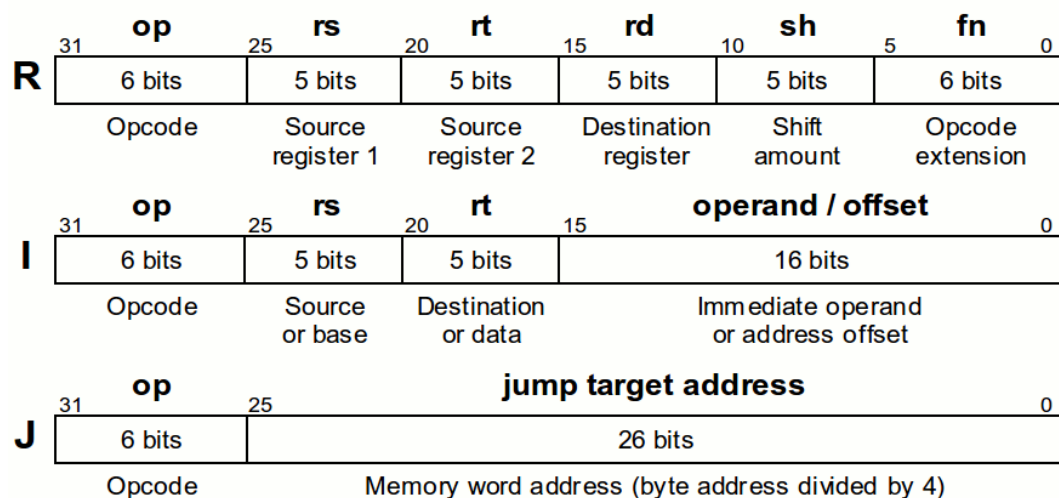 op rs rt rd sh fn
31 25 20 15 10 5 0
R 6 bits 5 bits 5 bits 5 bits 5 bits 6 bits
Opcode Source Source Destination Shift Opcode
register 1 register 2 register amount extension
op rs rt operand / offset
31 25 20 15 0
I 6 bits 5 bits 5 bits 16 bits
Opcode Source Destination Immediate operand
or base or data or address offset
op jump target address
31 25 0
J 6 bits 26 bits
Opcode Memory word address (byte address divided by 4)